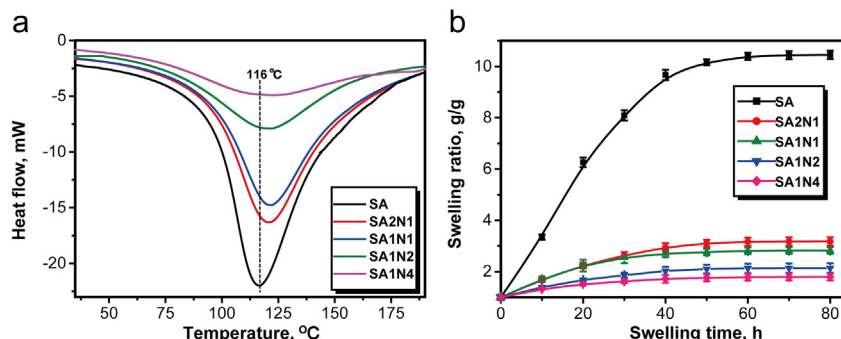 a
0
-5
-10
-15
-20
Heat flow, mW
116 °C
SA
SA2N1
SA1N1
SA1N2
SA1N4
50
75
100
125
150
175
Temperature, °C
b
10
8
6
4
2
Swelling ratio, g/g
SA
SA2N1
SA1N1
SA1N2
SA1N4
0
20
40
60
80
Swelling time, h